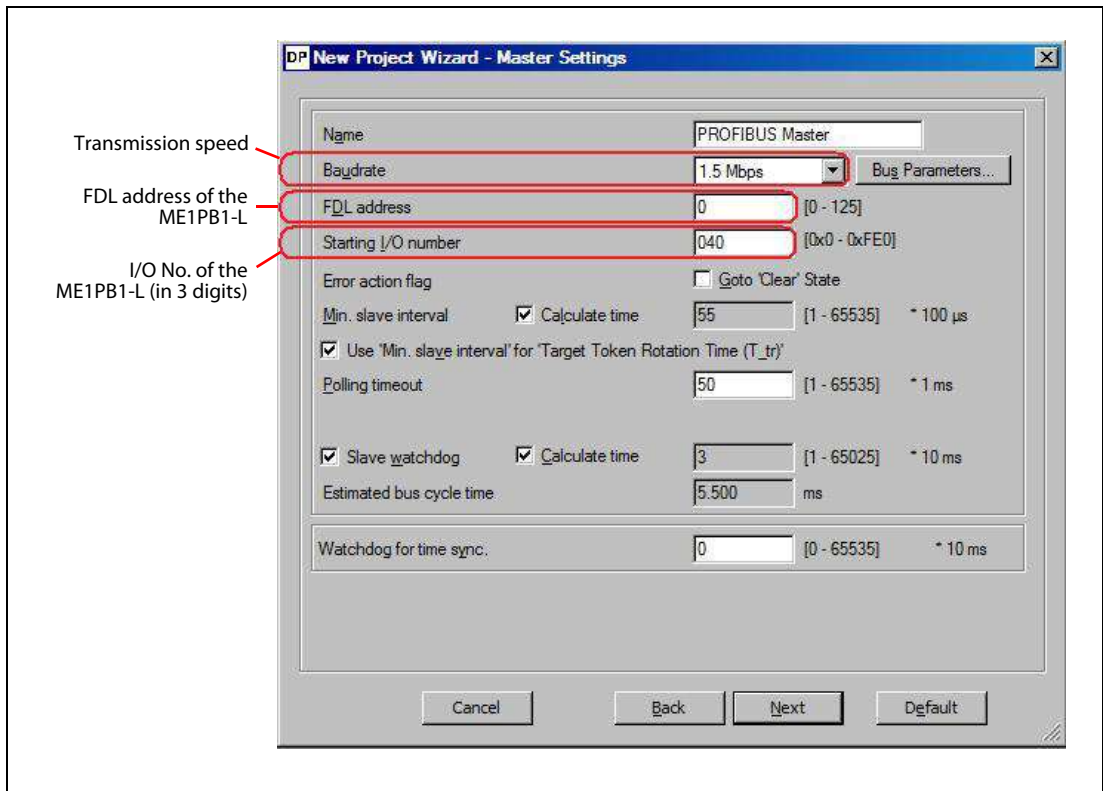 DP New Project Wizard - Master Settings
Name PROFIBUS Master
Transmission speed
Baudrate 1.5 Mbps Bus Parameters...
FDL address of the
ME1PB1-L
FDL address 0 [0 - 125]
Starting I/O number 040 [0x0 - 0xFE0]
I/O No. of the
ME1PB1-L (in 3 digits)
Error action flag Goto 'Clear' State
Min. slave interval Calculate time 55 [1 - 65535] * 100 µs
Use 'Min. slave interval' for 'Target Token Rotation Time (T_tr)'
Polling timeout 50 [1 - 65535] * 1 ms
Slave watchdog Calculate time 3 [1 - 65025] * 10 ms
Estimated bus cycle time 5.500 ms
Watchdog for time sync. 0 [0 - 65535] * 10 ms
Cancel Back Next Default